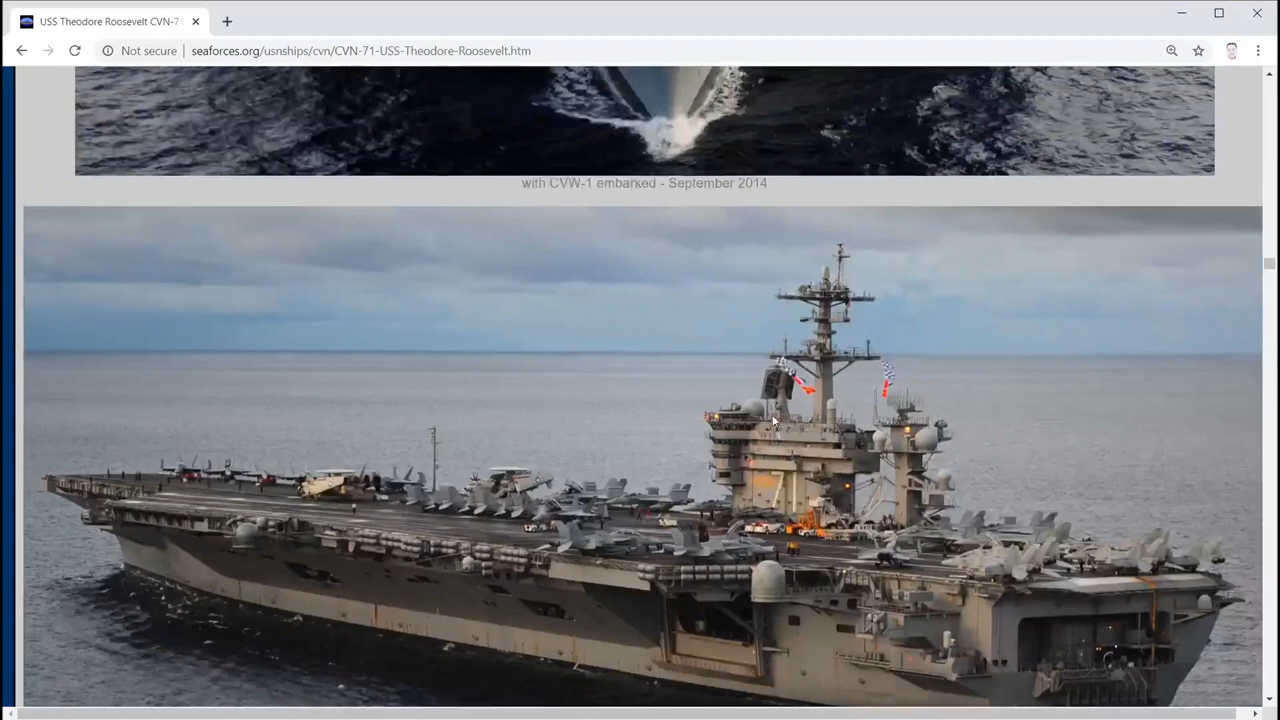 USS Theodore Roosevelt CVN-71
Not secure
seaforces.org/usnships/cvn/CVN-71-USS-Theodore-Roosevelt.htm
with CVW-1 embarked - September 2014